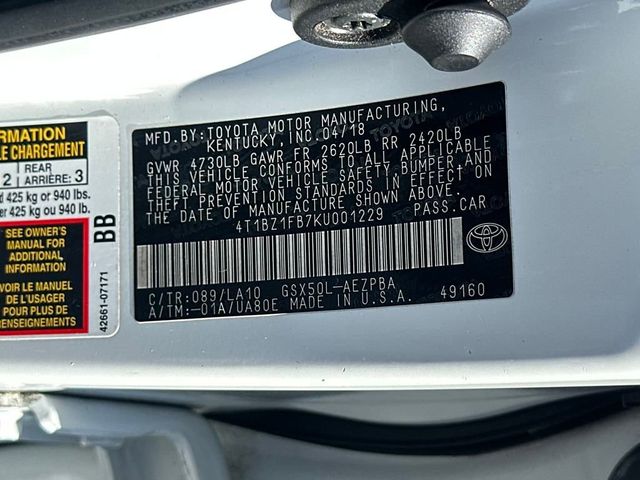 ORMATION
LE CHARGEMENT
2 REAR
ARRIÈRE: 3
d 425 kg or 940 lbs.
er 425 kg ou 940 lb.
SEE OWNER'S
MANUAL FOR
ADDITIONAL
INFORMATION
VOIR LE MANUEL
DE L'USAGER
POUR PLUS DE
RENSEIGNEMENTS
BB
42661-07171
MFD.BY:TOYOTA MOTOR MANUFACTURING,
KENTUCKY, INC.04/18
GVWR 4730LB GAWR FR 2620LB RR 2420LB
THIS VEHICLE CONFORMS TO ALL APPLICABLE
FEDERAL MOTOR VEHICLE SAFETY,BUMPER,AND
THEFT PREVENTION STANDARDS IN EFFECT ON
THE DATE OF MANUFACTURE SHOWN ABOVE.
4T1BZ1FB7KU001229 PASS.CAR
C/TR:089/LA10 GSX50L-AEZPBA
A/TM:-01A/UA80E MADE IN U.S.A. 49160